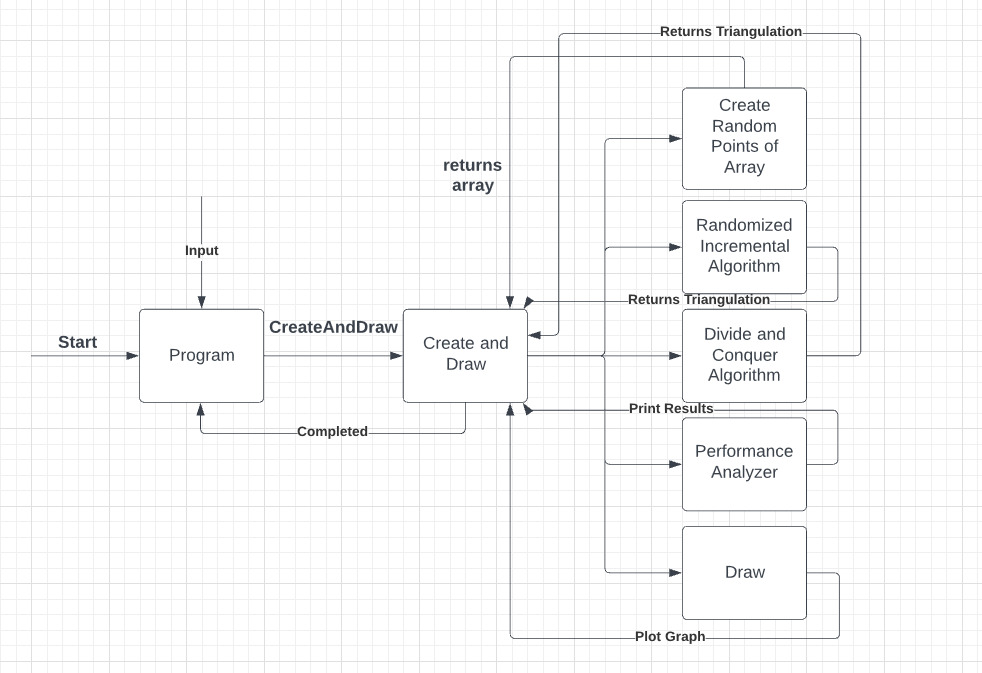 Returns Triangulation
Create
Random
Points of
Array
returns
array
Randomized
Incremental
Algorithm
Input
Returns Triangulation
Start
Program
CreateAndDraw
Create and
Draw
Divide and
Conquer
Algorithm
Print Results
Completed
Performance
Analyzer
Draw
Plot Graph